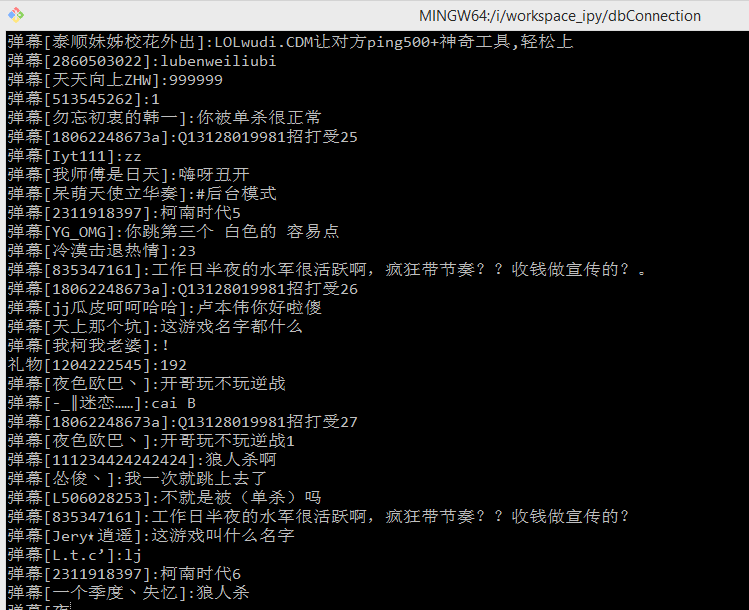 MINGW64:/i/workspace_ipy/dbConnection
弹幕[泰顺妹姊校花外出]:LOLwudi.CDM让对方ping500+神奇工具,轻松上
弹幕[2860503022]:lubenweiliubi
弹幕[天天向上ZHW]:999999
弹幕[513545262]:1
弹幕[勿忘初衷的韩一]:你被单杀很正常
弹幕[18062248673a]:Q13128019981招打受25
弹幕[Iyt111]:zz
弹幕[我师傅是日天]:嗨呀丑开
弹幕[呆萌天使立华奏]:#后台模式
弹幕[2311918397]:柯南时代5
弹幕[YG_OMG]:你跳第三个 白色的 容易点
弹幕[冷漠击退热情]:23
弹幕[835347161]:工作日半夜的水军很活跃啊，疯狂带节奏？？收钱做宣传的？。
弹幕[18062248673a]:Q13128019981招打受26
弹幕[jj瓜皮呵呵哈哈]:卢本伟你好啦傻
弹幕[天上那个坑]:这游戏名字都什么
弹幕[我柯我老婆]:！
礼物[1204222545]:192
弹幕[夜色欧巴丶]:开哥玩不玩逆战
弹幕[-_‖迷恋……]:cai B
弹幕[18062248673a]:Q13128019981招打受27
弹幕[夜色欧巴丶]:开哥玩不玩逆战1
弹幕[111234424242424]:狼人杀啊
弹幕[怂俊丶]:我一次就跳上去了
弹幕[L506028253]:不就是被（单杀）吗
弹幕[835347161]:工作日半夜的水军很活跃啊，疯狂带节奏？？收钱做宣传的？
弹幕[Jery★逍遥]:这游戏叫什么名字
弹幕[L.t.c’]:lj
弹幕[2311918397]:柯南时代6
弹幕[一个季度丶失忆]:狼人杀